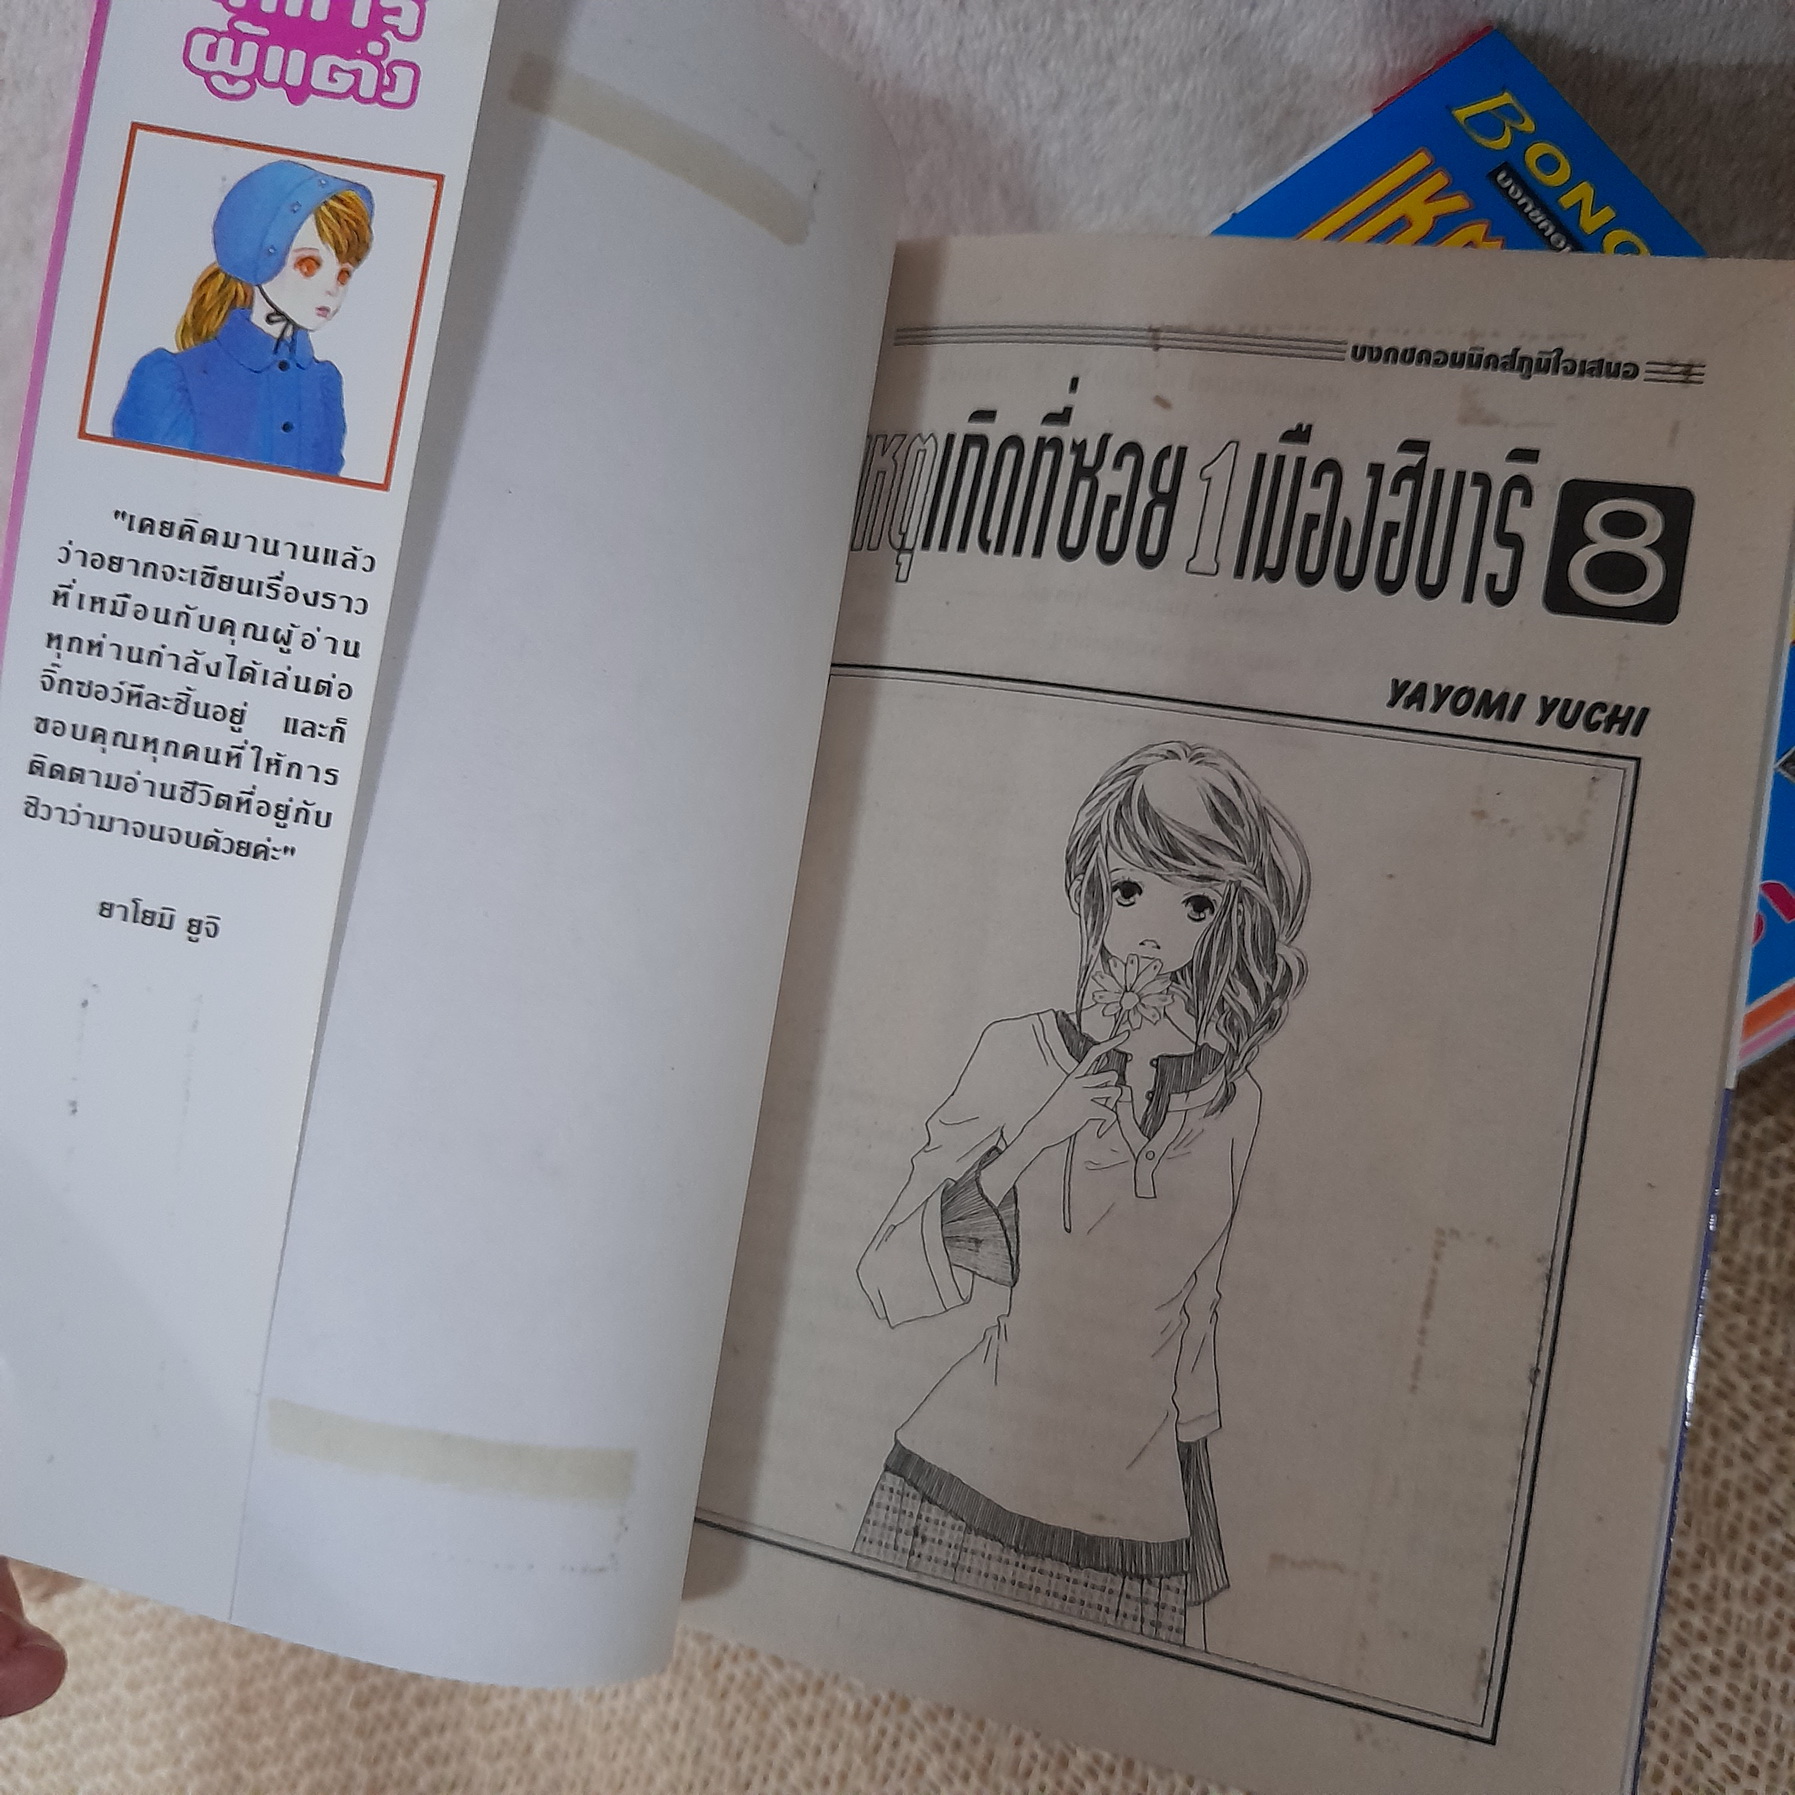 ผู้แต่ง
"เคยคิดมานานแล้ว
ว่าอยากจะเขียนเรื่องราว
ที่เหมือนกับคุณผู้อ่าน
ทุกท่านกำลังได้เล่นต่อ
จิ๊กซอว์ทีละชิ้นอยู่ และก็
ขอบคุณทุกคนที่ให้การ
ติดตามอ่านชีวิตที่อยู่กับ
ชิวาว่ามาจนจบด้วยค่ะ"
ยาโยมิ ยูจิ
BONG
เหตุ
บงกชคอมมิคส์ภูมิใจเสนอ
เหตุเกิดที่ซอย 1 เมืองฮิบาริ 8
YAYOMI YUCHI